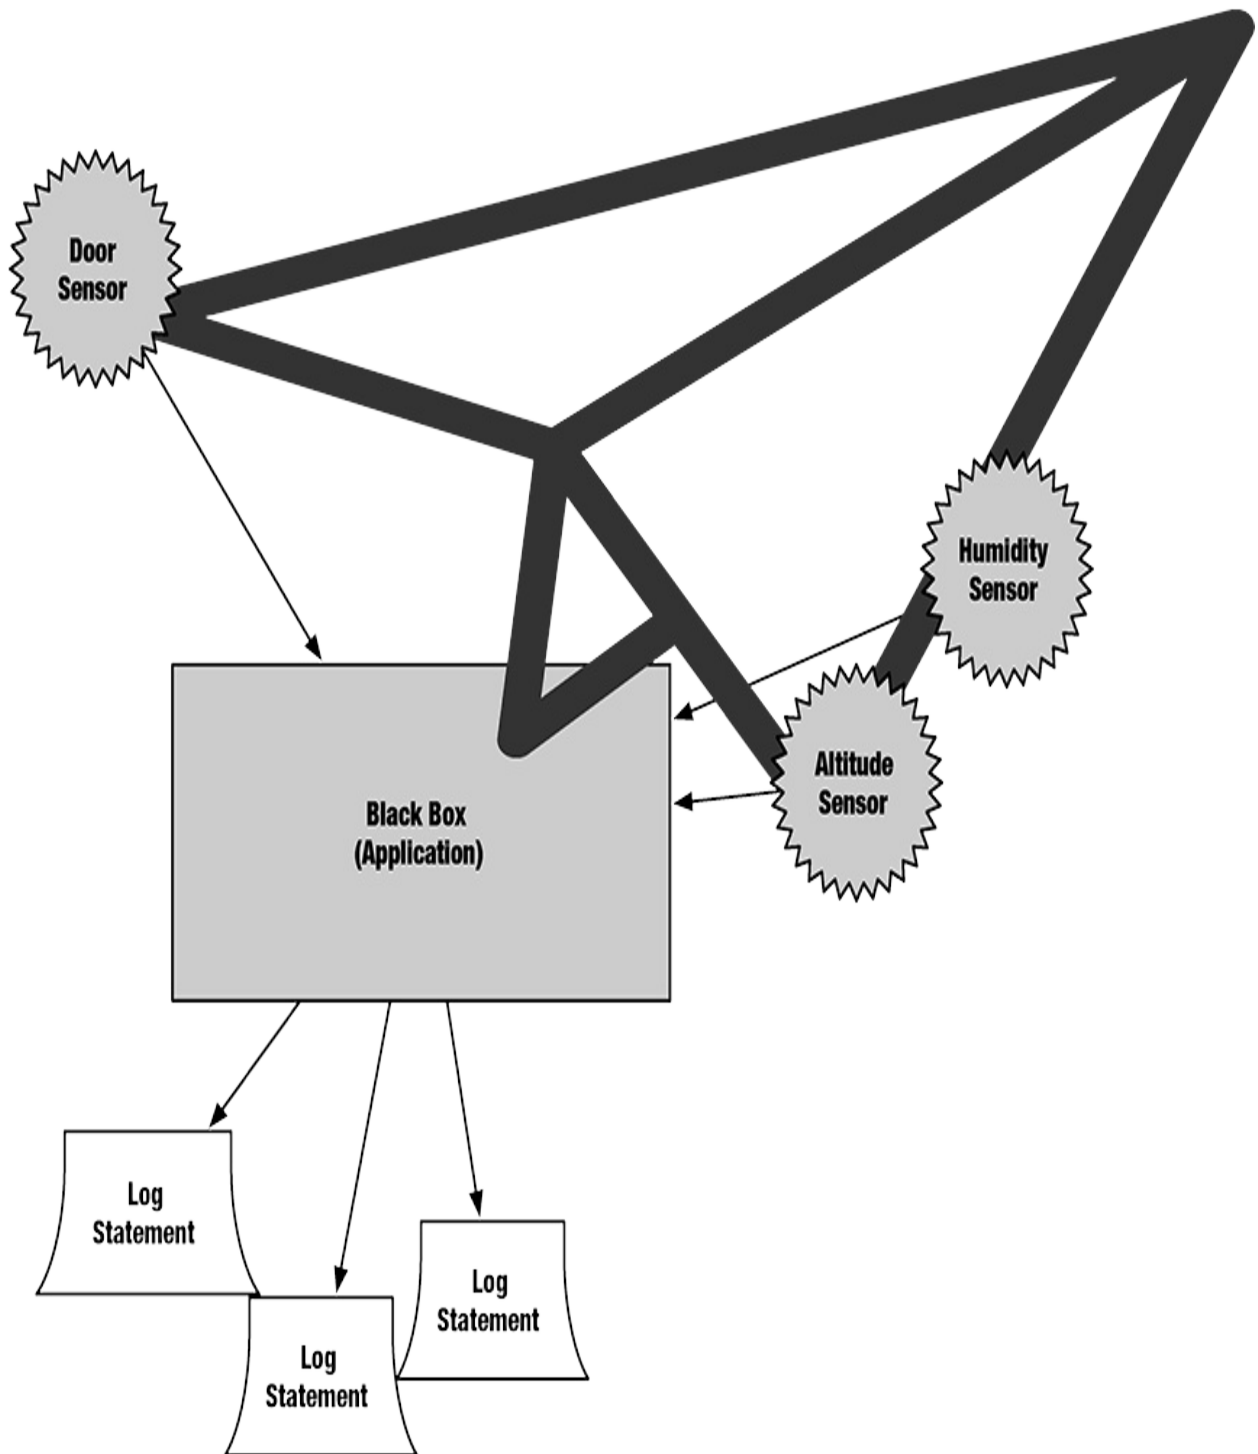 Door
Sensor
Humidity
Sensor
Altitude
Sensor
Black Box
(Application)
Log
Statement
Log
Statement
Log
Statement